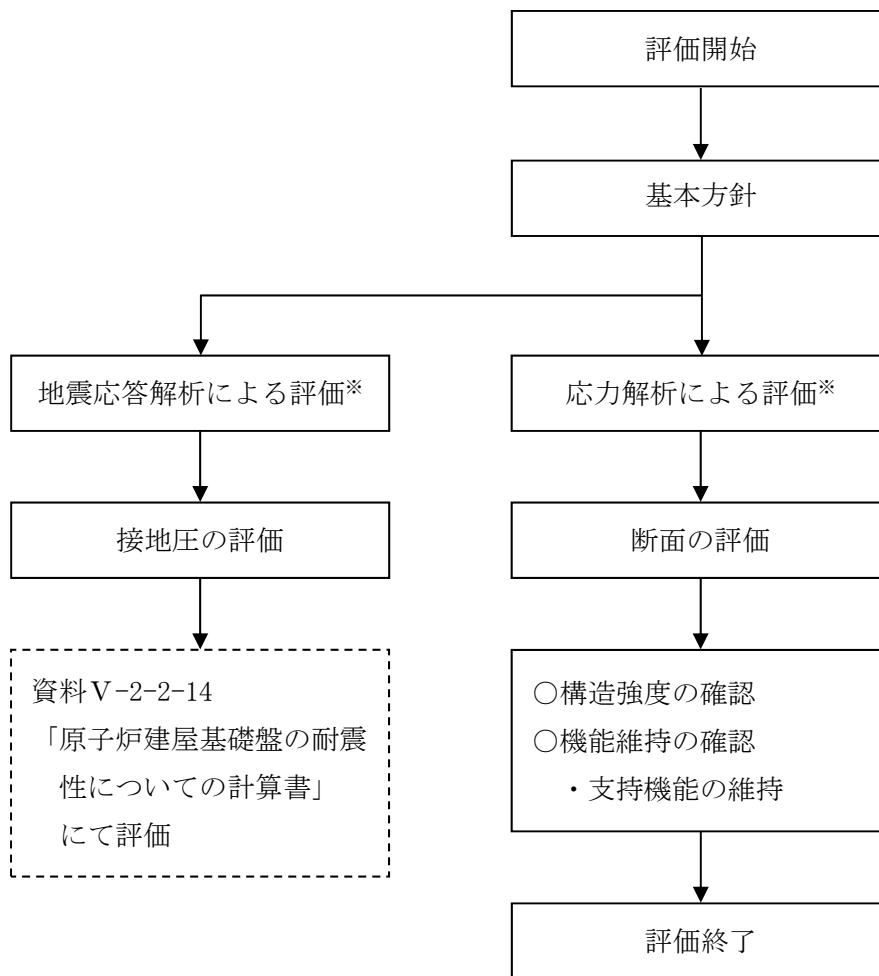 評価開始
基本方針
地震応答解析による評価※
応力解析による評価※
接地圧の評価
断面の評価
資料Ⅴ-2-2-14
「原子炉建屋基礎盤の耐震
性についての計算書」
にて評価
○構造強度の確認
○機能維持の確認
・支持機能の維持
評価終了